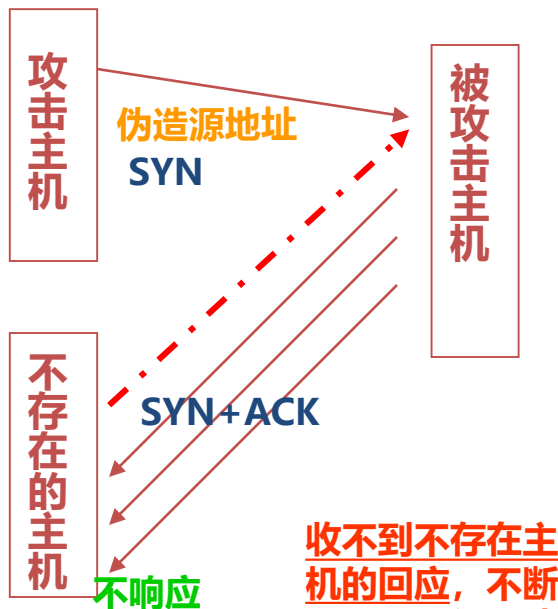 攻击主机
被攻击主机
伪造源地址
SYN
不存在的主机
SYN+ACK
不响应
收不到不存在主
机的回应，不断